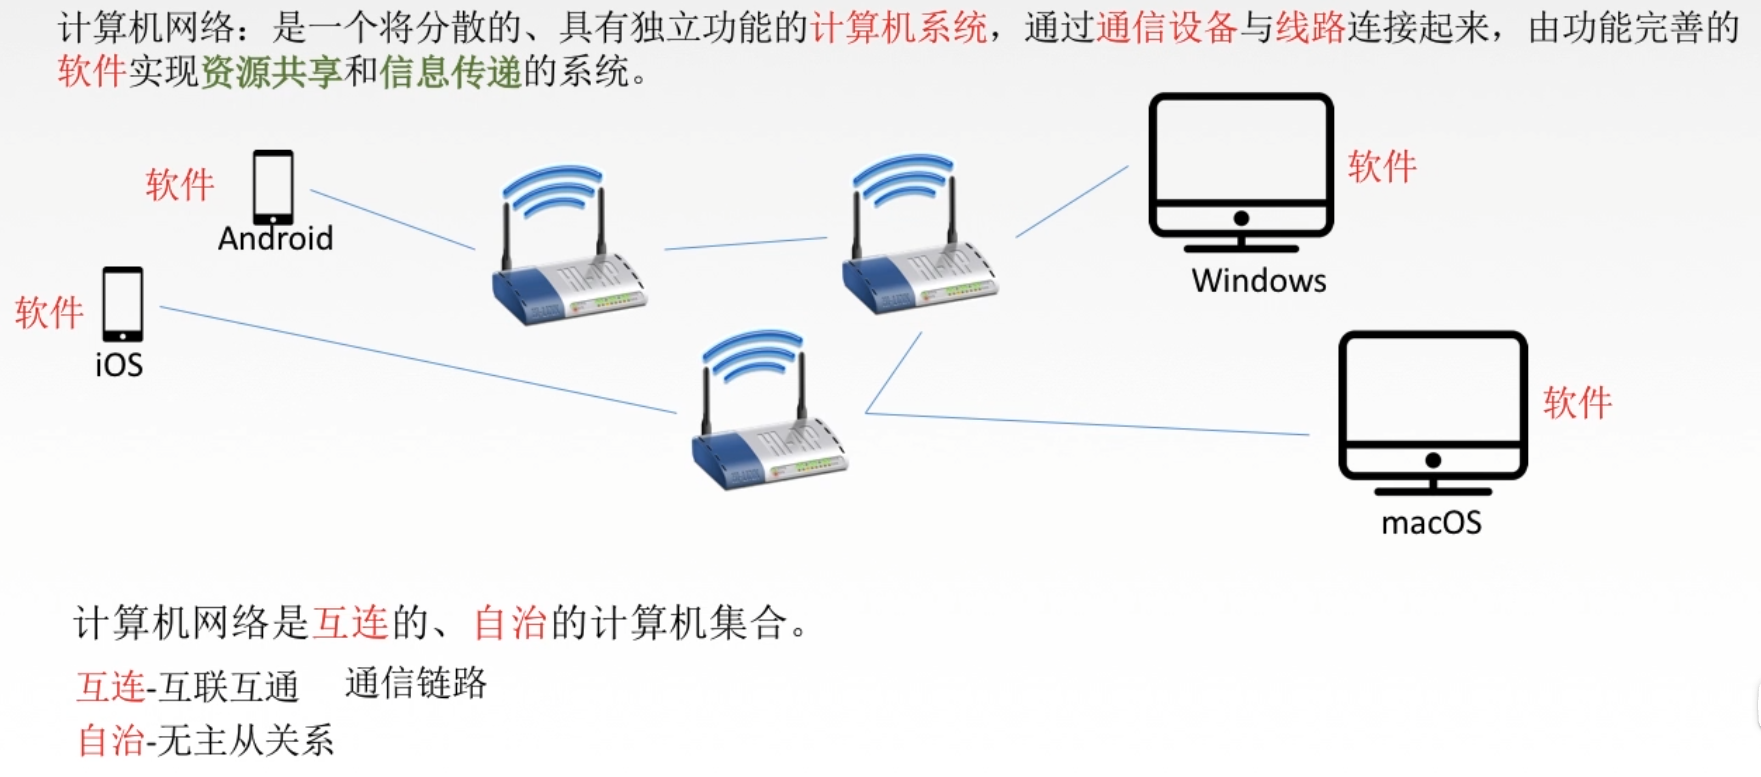 计算机网络：是一个将分散的、具有独立功能的计算机系统，通过通信设备与线路连接起来，由功能完善的
软件实现资源共享和信息传递的系统。
软件
Android
软件
iOS
软件
Windows
软件
macOS
计算机网络是互连的、自治的计算机集合。
互连-互联互通 通信链路
自治-无主从关系